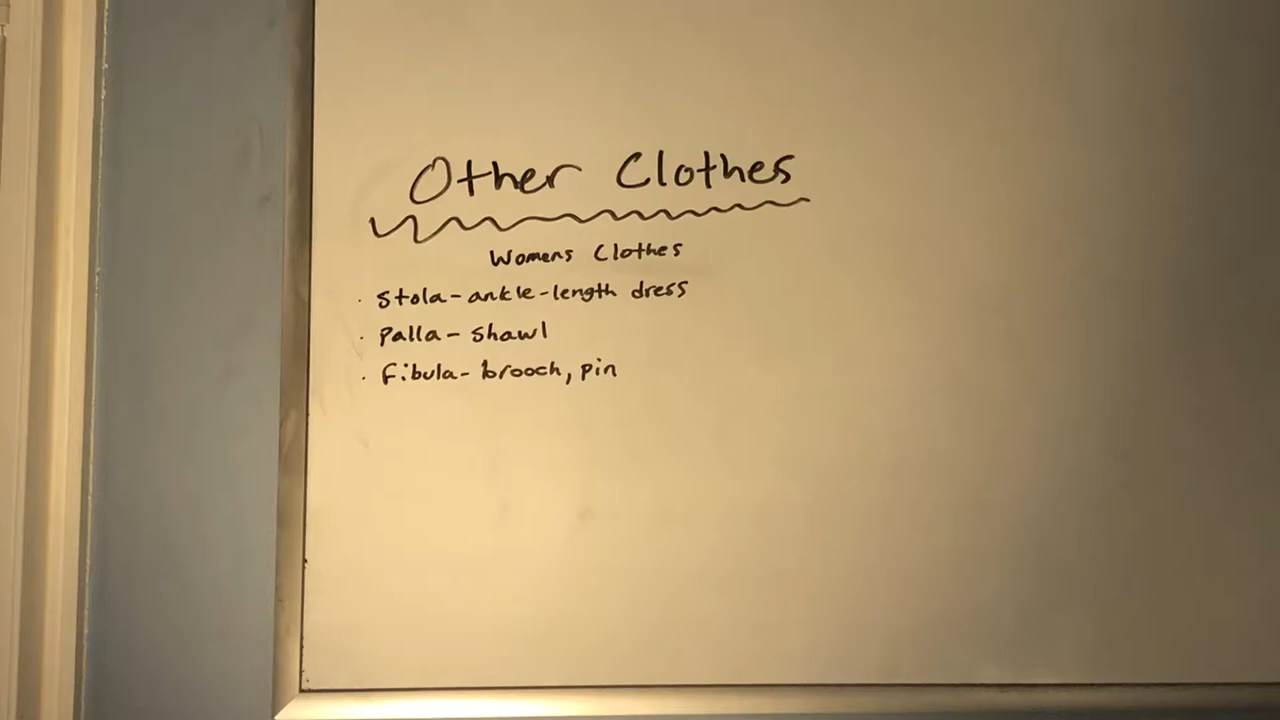 Other Clothes
Womens Clothes
· Stola - ankle-length dress
· Palla - shawl
· Fibula - brooch, pin